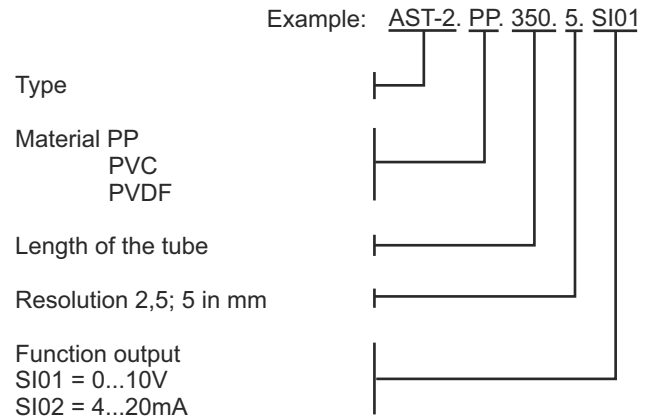 Example: AST-2. PP. 350. 5. SI01
Type
Material PP
PVC
PVDF
Length of the tube
Resolution 2,5; 5 in mm
Function output
SI01 = 0...10V
SI02 = 4...20mA